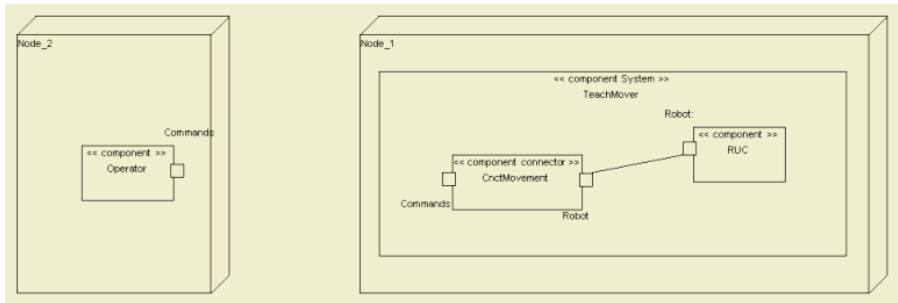 Node_2
Commands
<< component >>
Operator
Node_1
<< component System >>
TeachMover
Robot:
<< component >>
RUC
<< component connector >>
CnctMovement
Commands
Robot